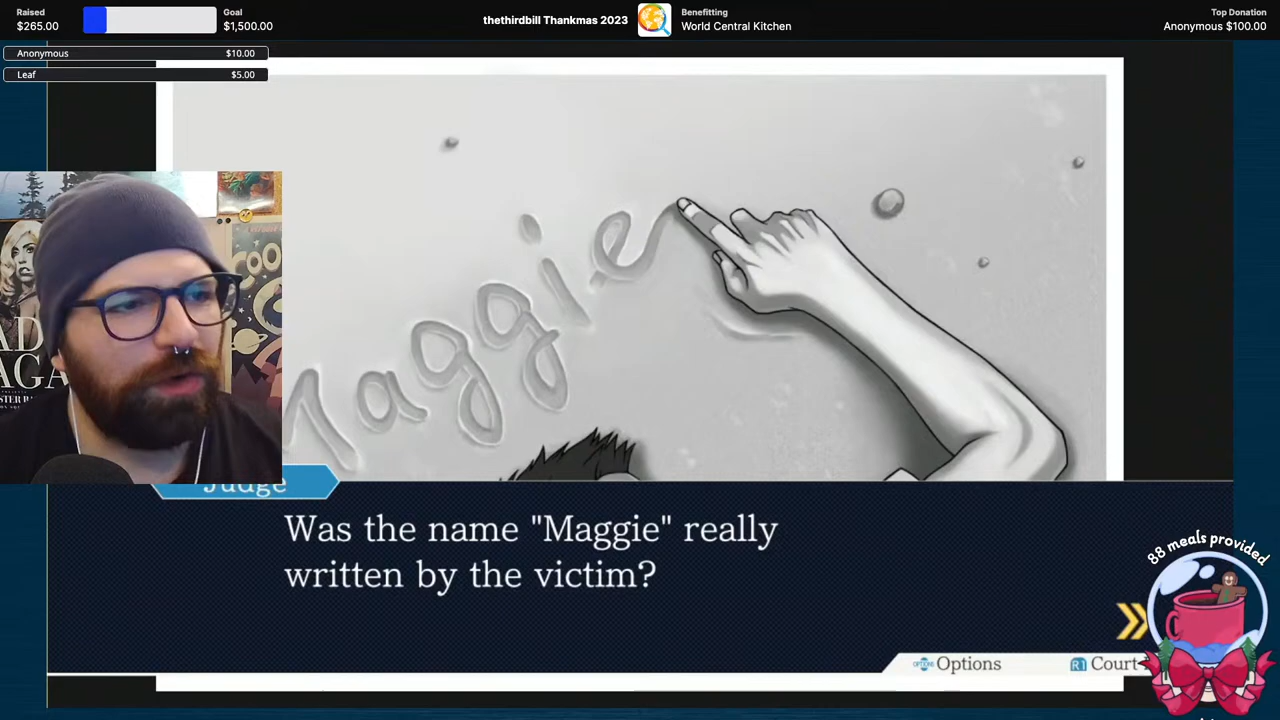 Raised
$265.00
Goal
$1,500.00
thethirdbill Thankmas 2023
Benefitting
World Central Kitchen
Top Donation
Anonymous $100.00
Anonymous $10.00
Leaf $5.00
Maggie
Judge
Was the name "Maggie" really
written by the victim?
OPTIONS Options
R1 Court
88 meals provided